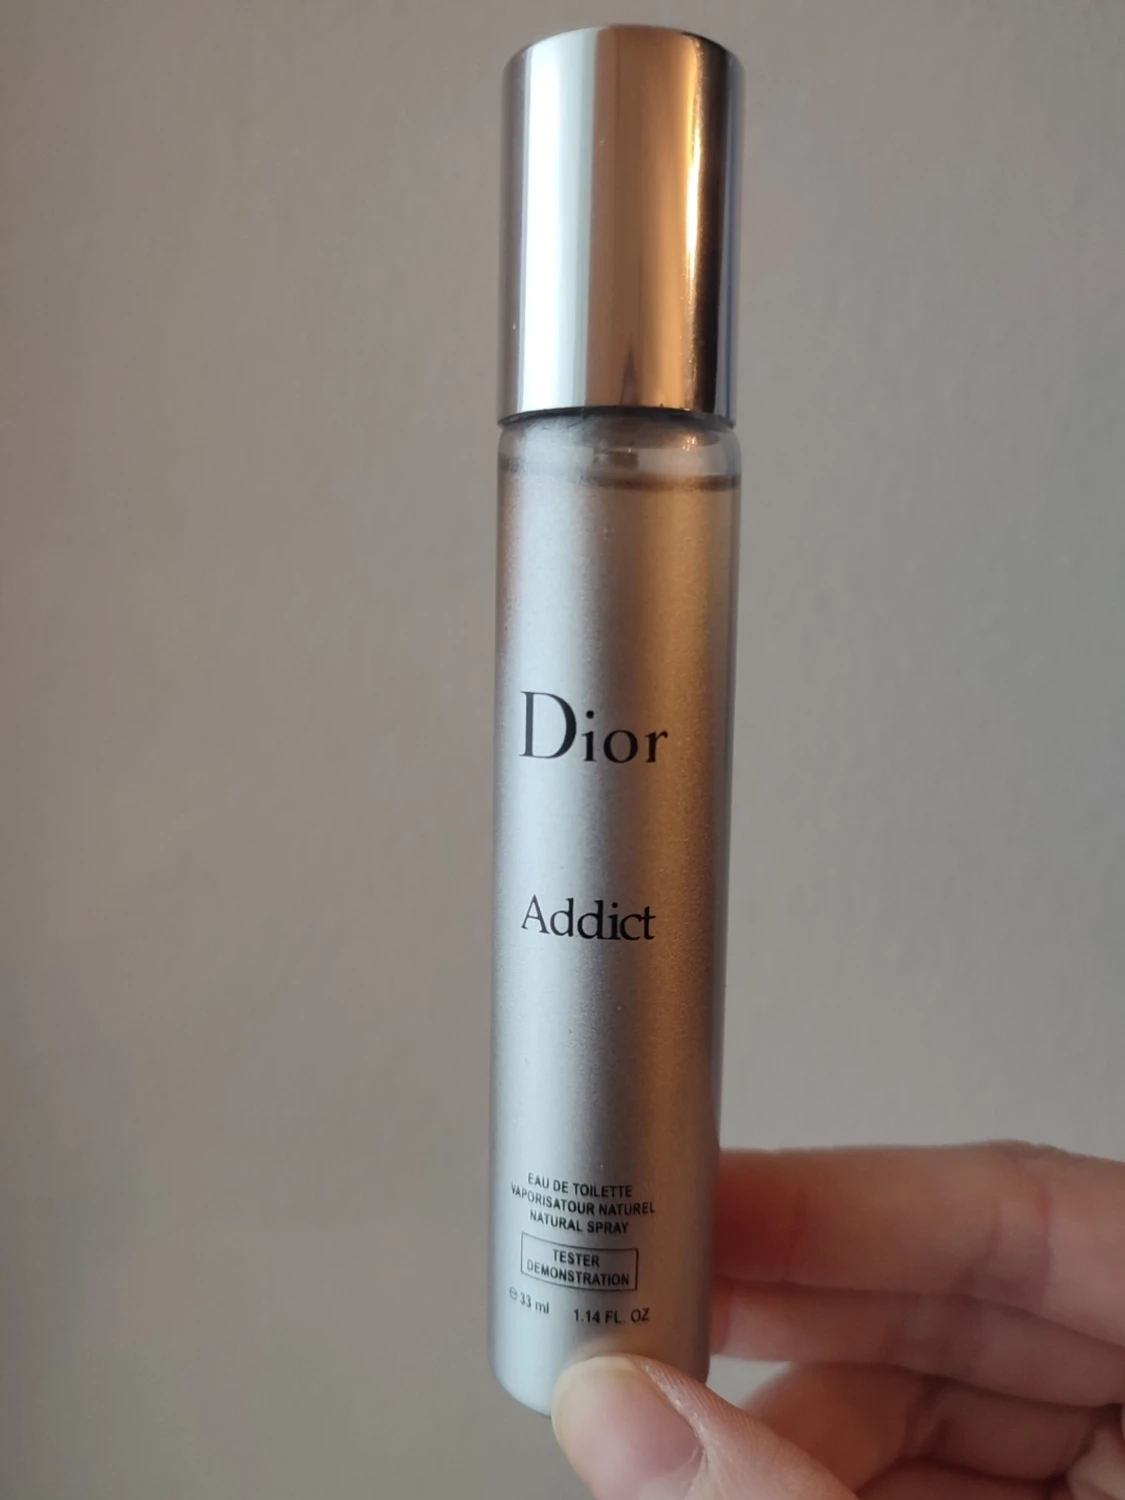 Dior
Addict
EAU DE TOILETTE
VAPORISATOUR NATUREL
NATURAL SPRAY
TESTER
DEMONSTRATION
℮ 33 ml 1.14 FL. OZ